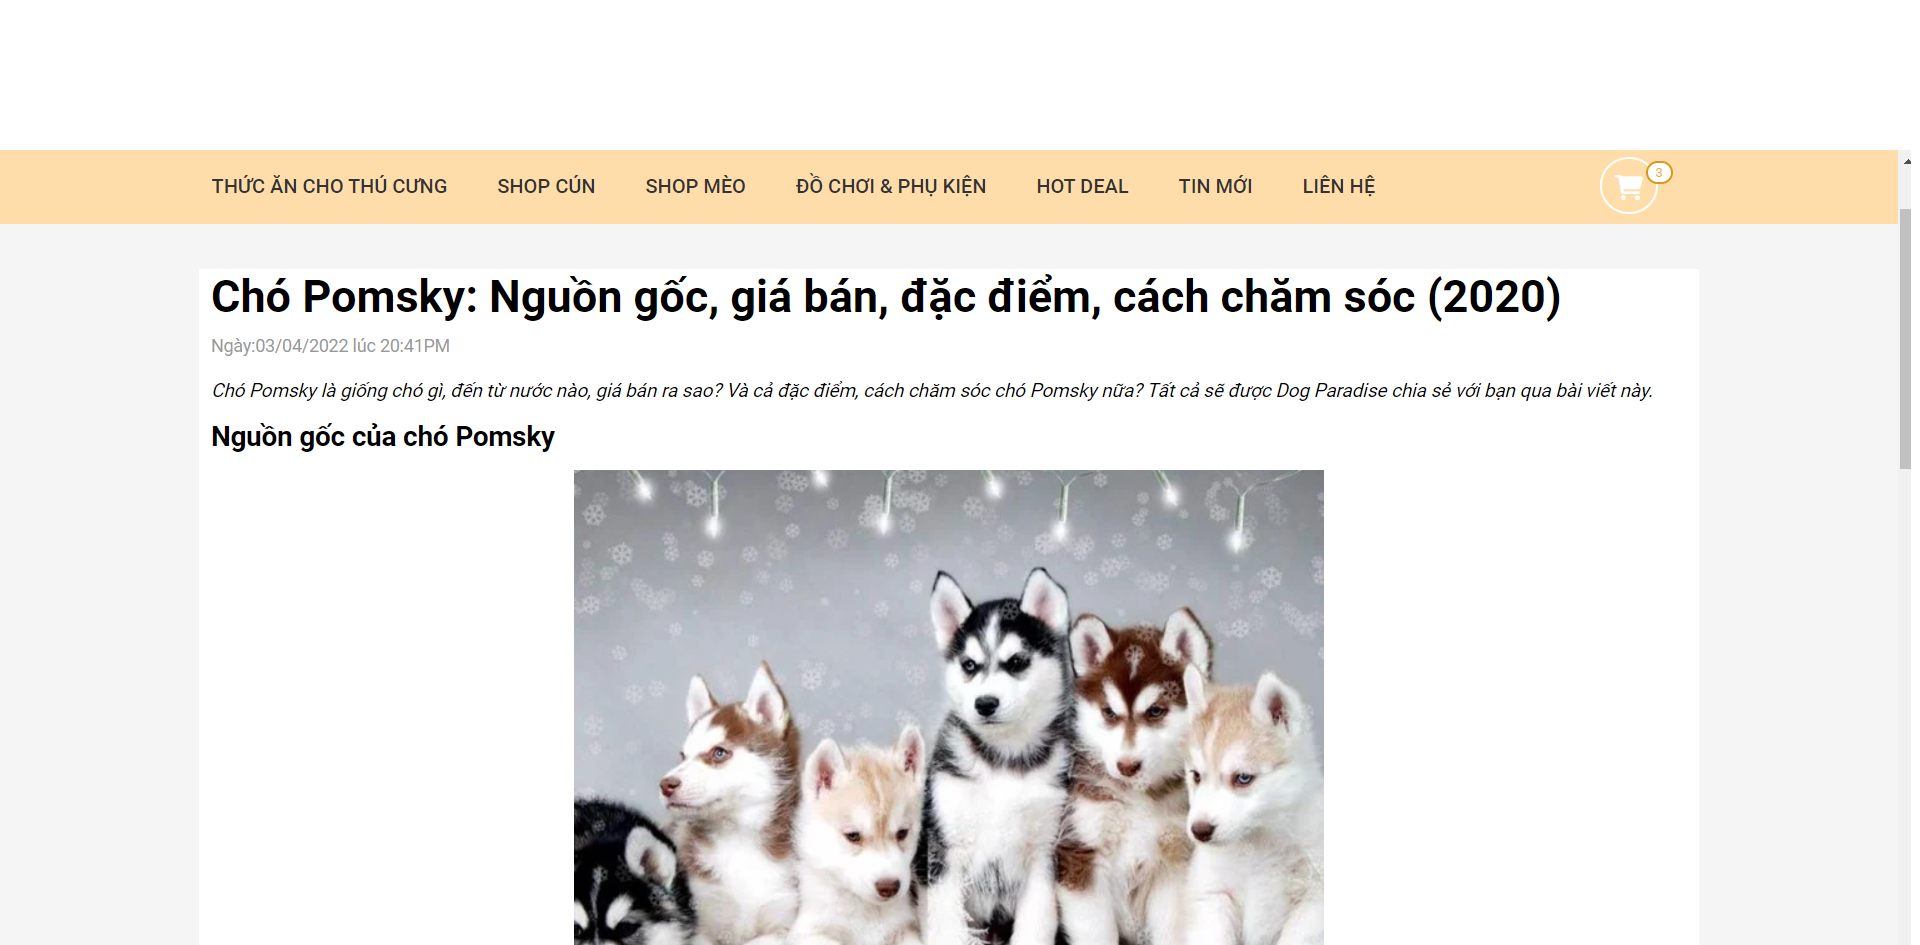 THỨC ĂN CHO THÚ CƯNG SHOP CÚN SHOP MÈO ĐỒ CHƠI & PHỤ KIỆN HOT DEAL TIN MỚI LIÊN HỆ 3
Chó Pomsky: Nguồn gốc, giá bán, đặc điểm, cách chăm sóc (2020)
Ngày:03/04/2022 lúc 20:41PM
Chó Pomsky là giống chó gì, đến từ nước nào, giá bán ra sao? Và cả đặc điểm, cách chăm sóc chó Pomsky nữa? Tất cả sẽ được Dog Paradise chia sẻ với bạn qua bài viết này.
Nguồn gốc của chó Pomsky